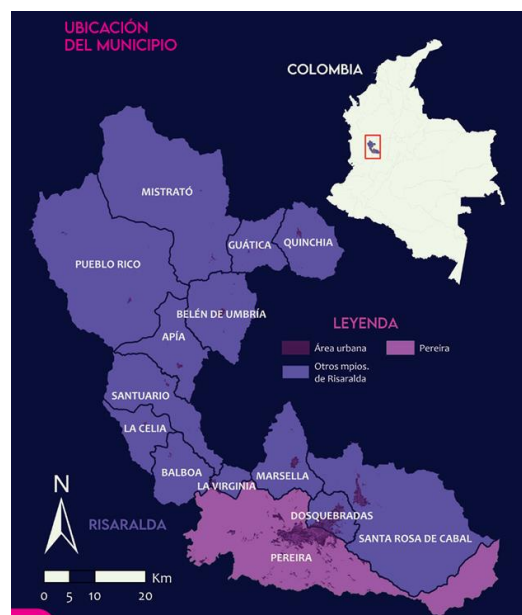 UBICACIÓN
DEL MUNICIPIO
COLOMBIA
MISTRATÓ
GUÁTICA
QUINCHIA
PUEBLO RICO
BELÉN DE UMBRÍA
APÍA
LEYENDA
Área urbana
Pereira
Otros mpios.
de Risaralda
SANTUARIO
LA CELIA
BALBOA
LA VIRGINIA
MARSELLA
N
RISARALDA
DOSQUEBRADAS
SANTA ROSA DE CABAL
PEREIRA
Km
0 5 10 20